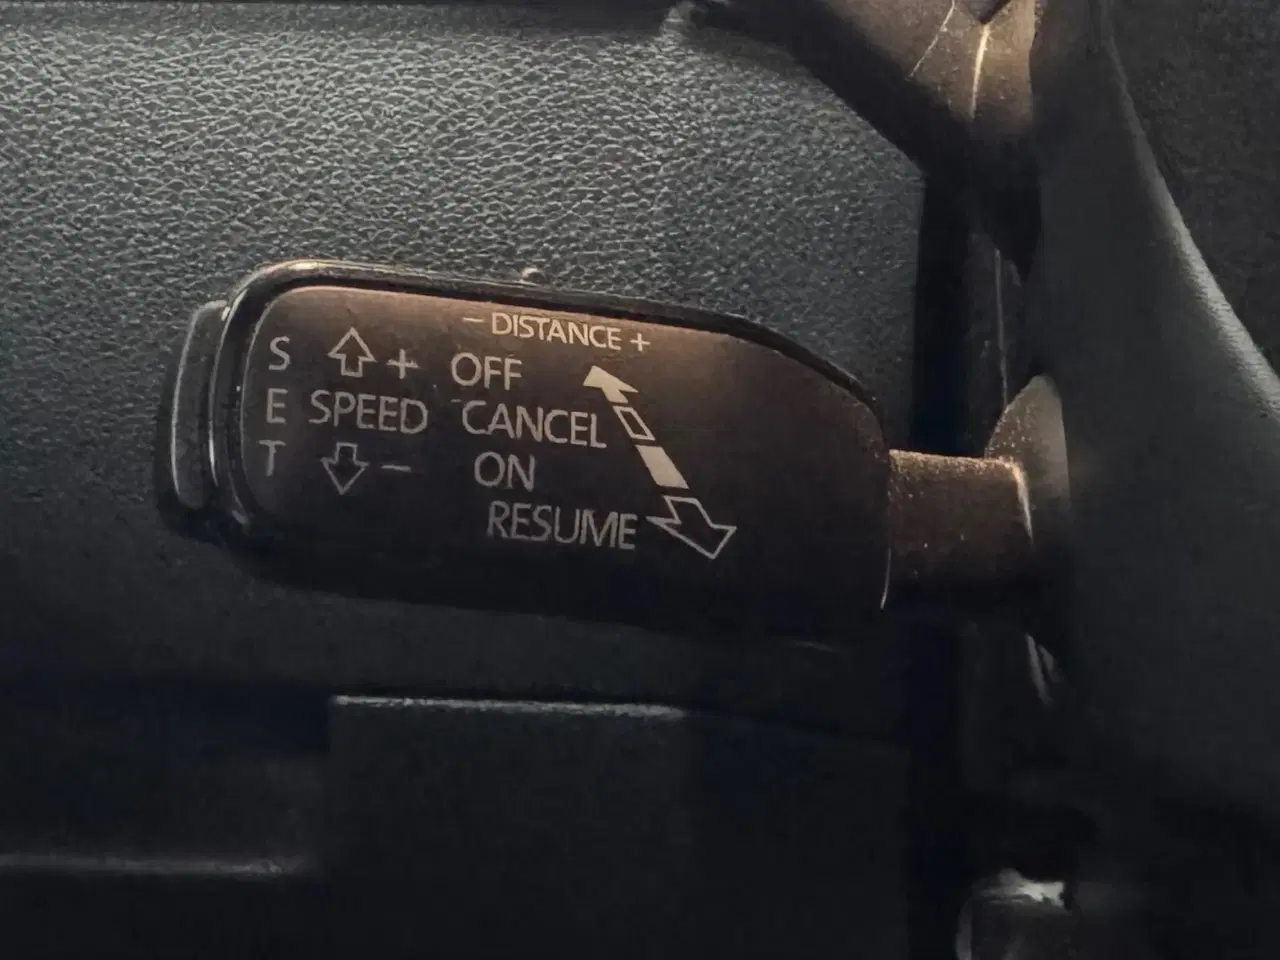 - DISTANCE +
S + OFF
E SPEED CANCEL
T - ON
RESUME